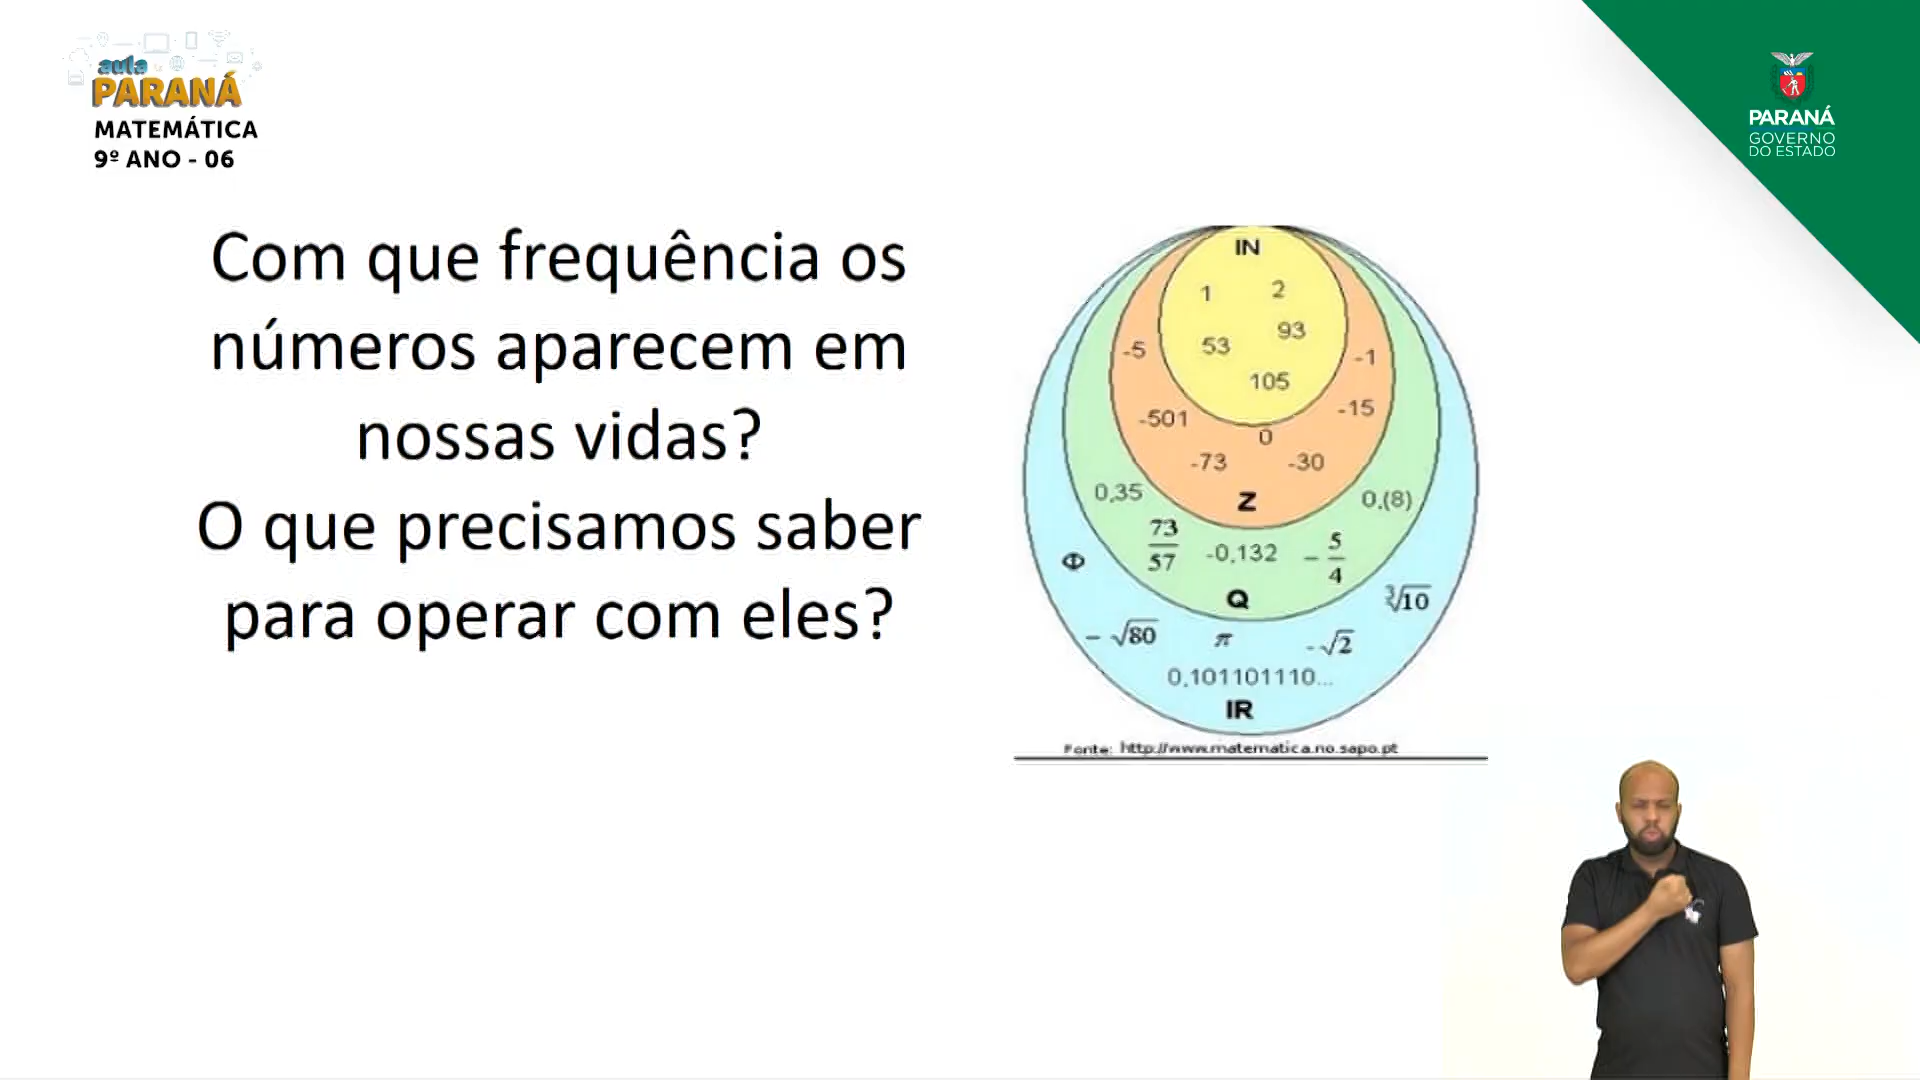 aula
PARANÁ
MATEMÁTICA
9º ANO - 06
PARANÁ
GOVERNO
DO ESTADO
Com que frequência os
números aparecem em
nossas vidas?
O que precisamos saber
para operar com eles?
IN
1 2
53 93
105
-5 -1
-501 -15
0
-73 -30
Z
0,35 0,(8)
73/57 -0,132 -5/4
Q
Φ ∛10
-√80 π -√2
0,101101110...
IR
Fonte: http://www.matematica.no.sapo.pt